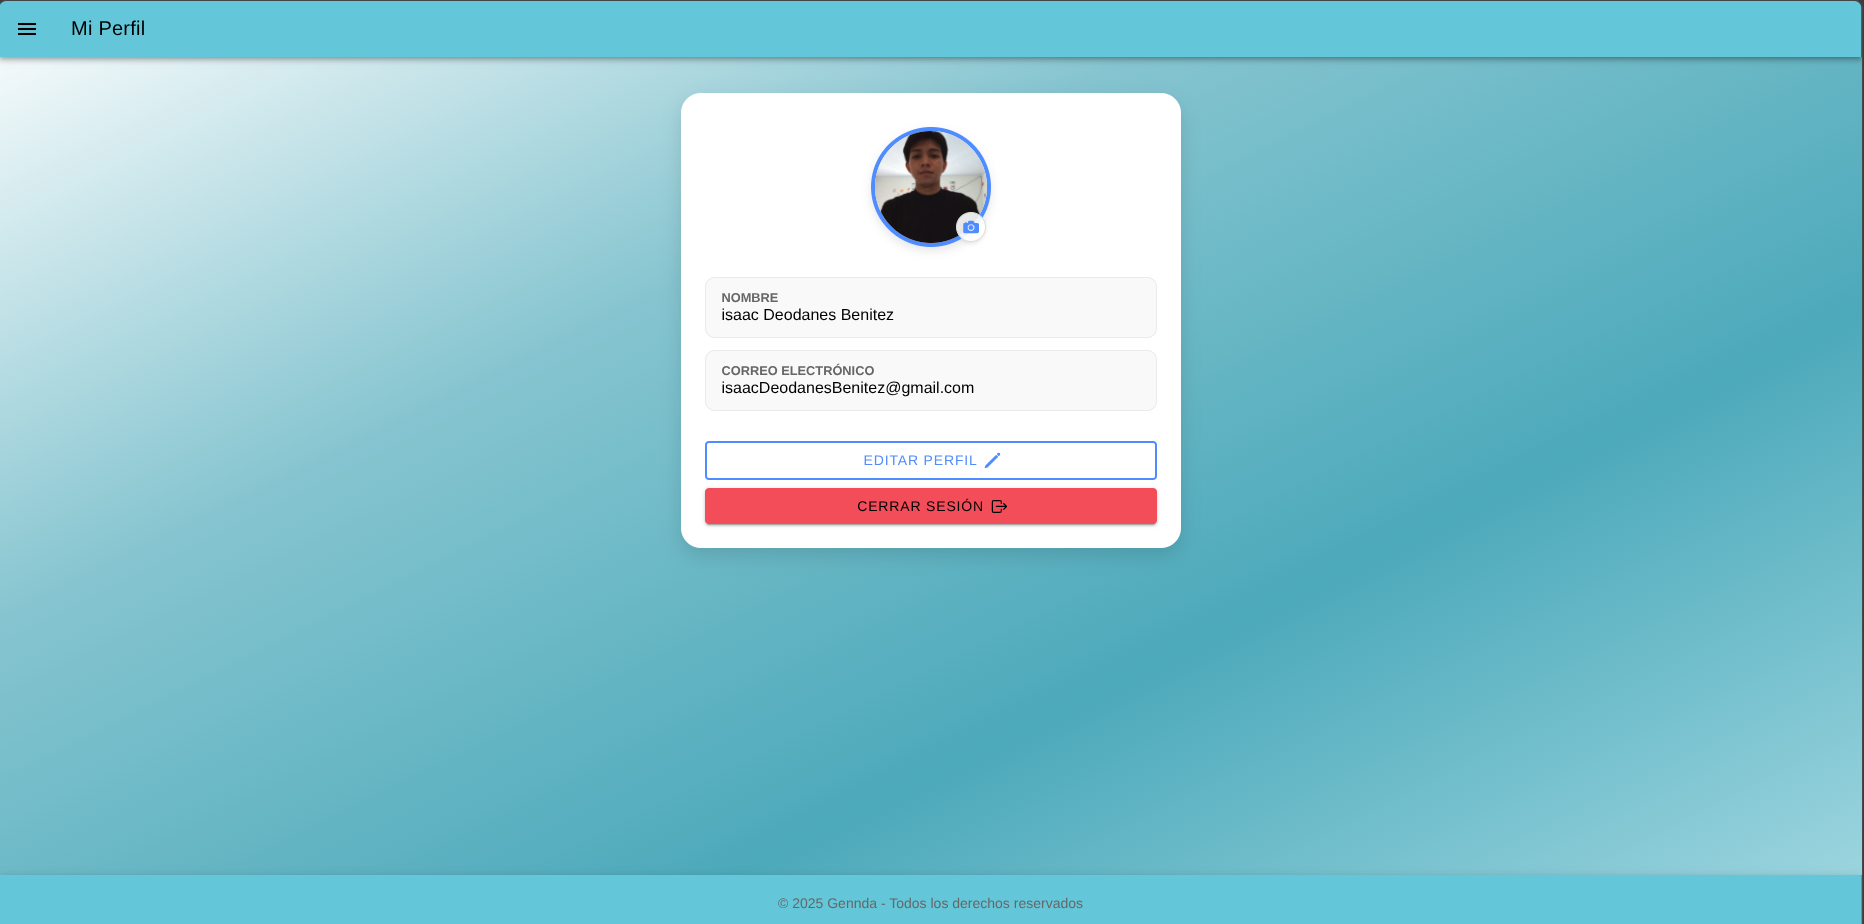 Mi Perfil
NOMBRE
isaac Deodanes Benitez
CORREO ELECTRÓNICO
isaacDeodanesBenitez@gmail.com
EDITAR PERFIL
CERRAR SESIÓN
© 2025 Gennda - Todos los derechos reservados